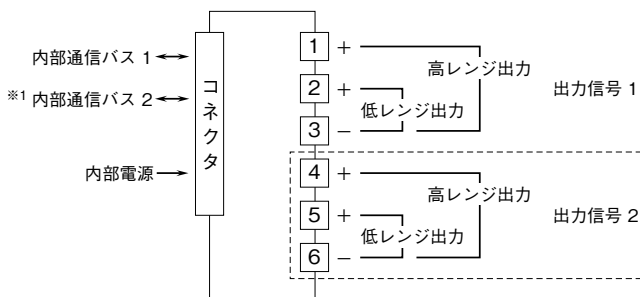 内部通信バス 1
※1 内部通信バス 2
内部電源
コネクタ
1 +
高レンジ出力
2 +
低レンジ出力
3 −
出力信号 1
4 +
高レンジ出力
5 +
低レンジ出力
6 −
出力信号 2